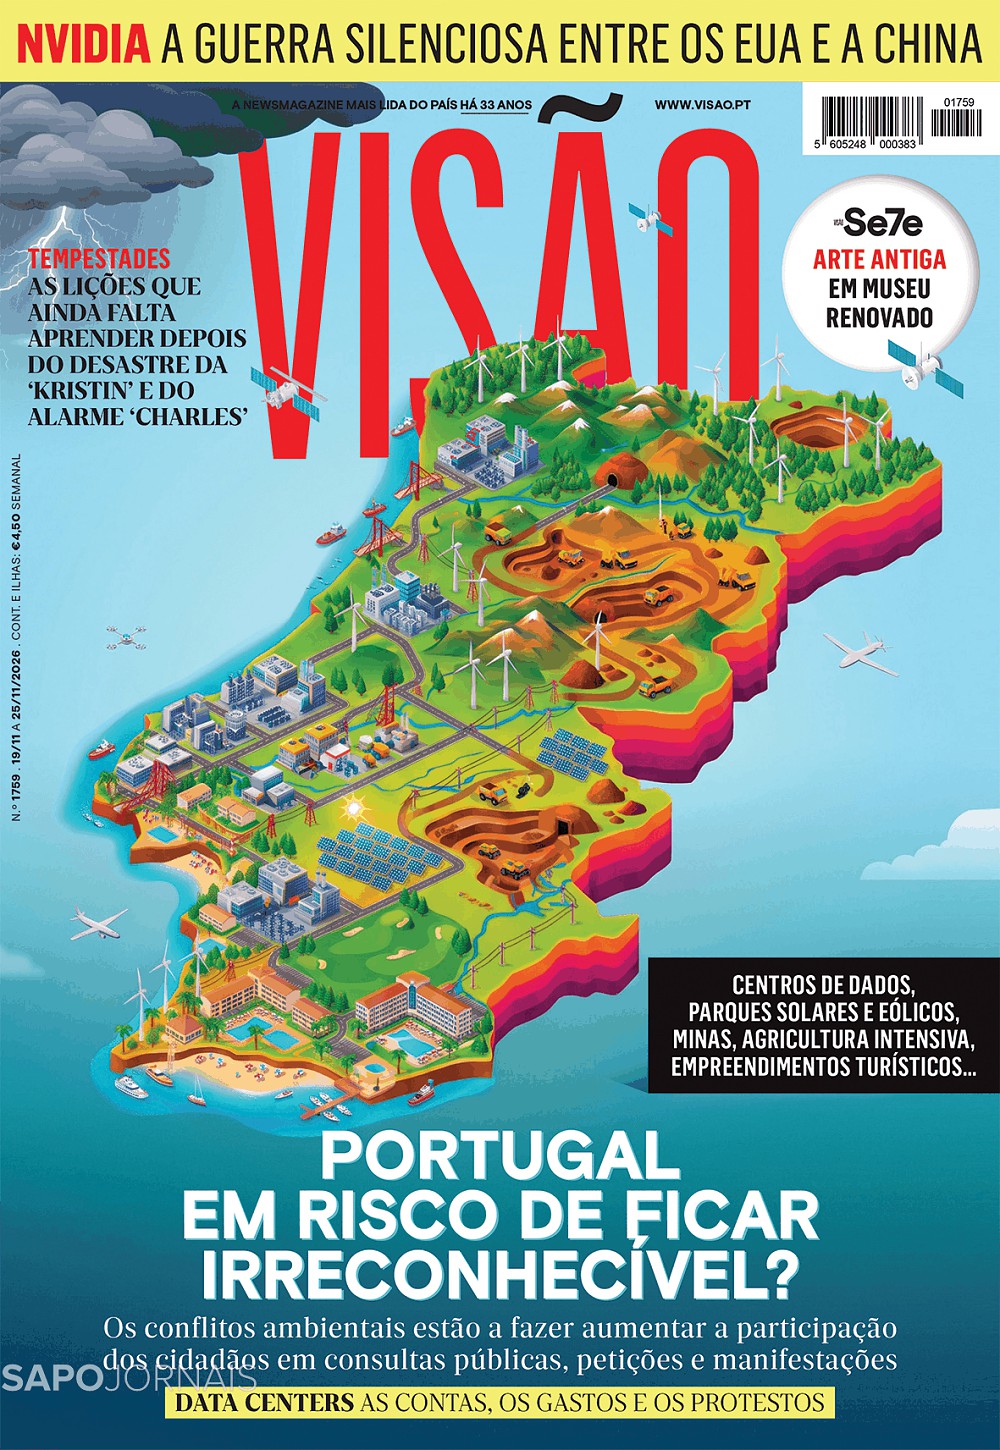 NVIDIA A GUERRA SILENCIOSA ENTRE OS EUA E A CHINA
A NEWSMAGAZINE MAIS LIDA DO PAÍS HÁ 33 ANOS
WWW.VISAO.PT
01759
5 605248 000383
VISÃO
VISÃO Se7e
ARTE ANTIGA
EM MUSEU
RENOVADO
TEMPESTADES
AS LIÇÕES QUE
AINDA FALTA
APRENDER DEPOIS
DO DESASTRE DA
‘KRISTIN’ E DO
ALARME ‘CHARLES’
N.º 1759 . 19/11 A 25/11/2026 . CONT. E ILHAS: €4,50 SEMANAL
CENTROS DE DADOS,
PARQUES SOLARES E EÓLICOS,
MINAS, AGRICULTURA INTENSIVA,
EMPREENDIMENTOS TURÍSTICOS...
PORTUGAL
EM RISCO DE FICAR
IRRECONHECÍVEL?
Os conflitos ambientais estão a fazer aumentar a participação
dos cidadãos em consultas públicas, petições e manifestações
SAPOJORNAIS
DATA CENTERS AS CONTAS, OS GASTOS E OS PROTESTOS